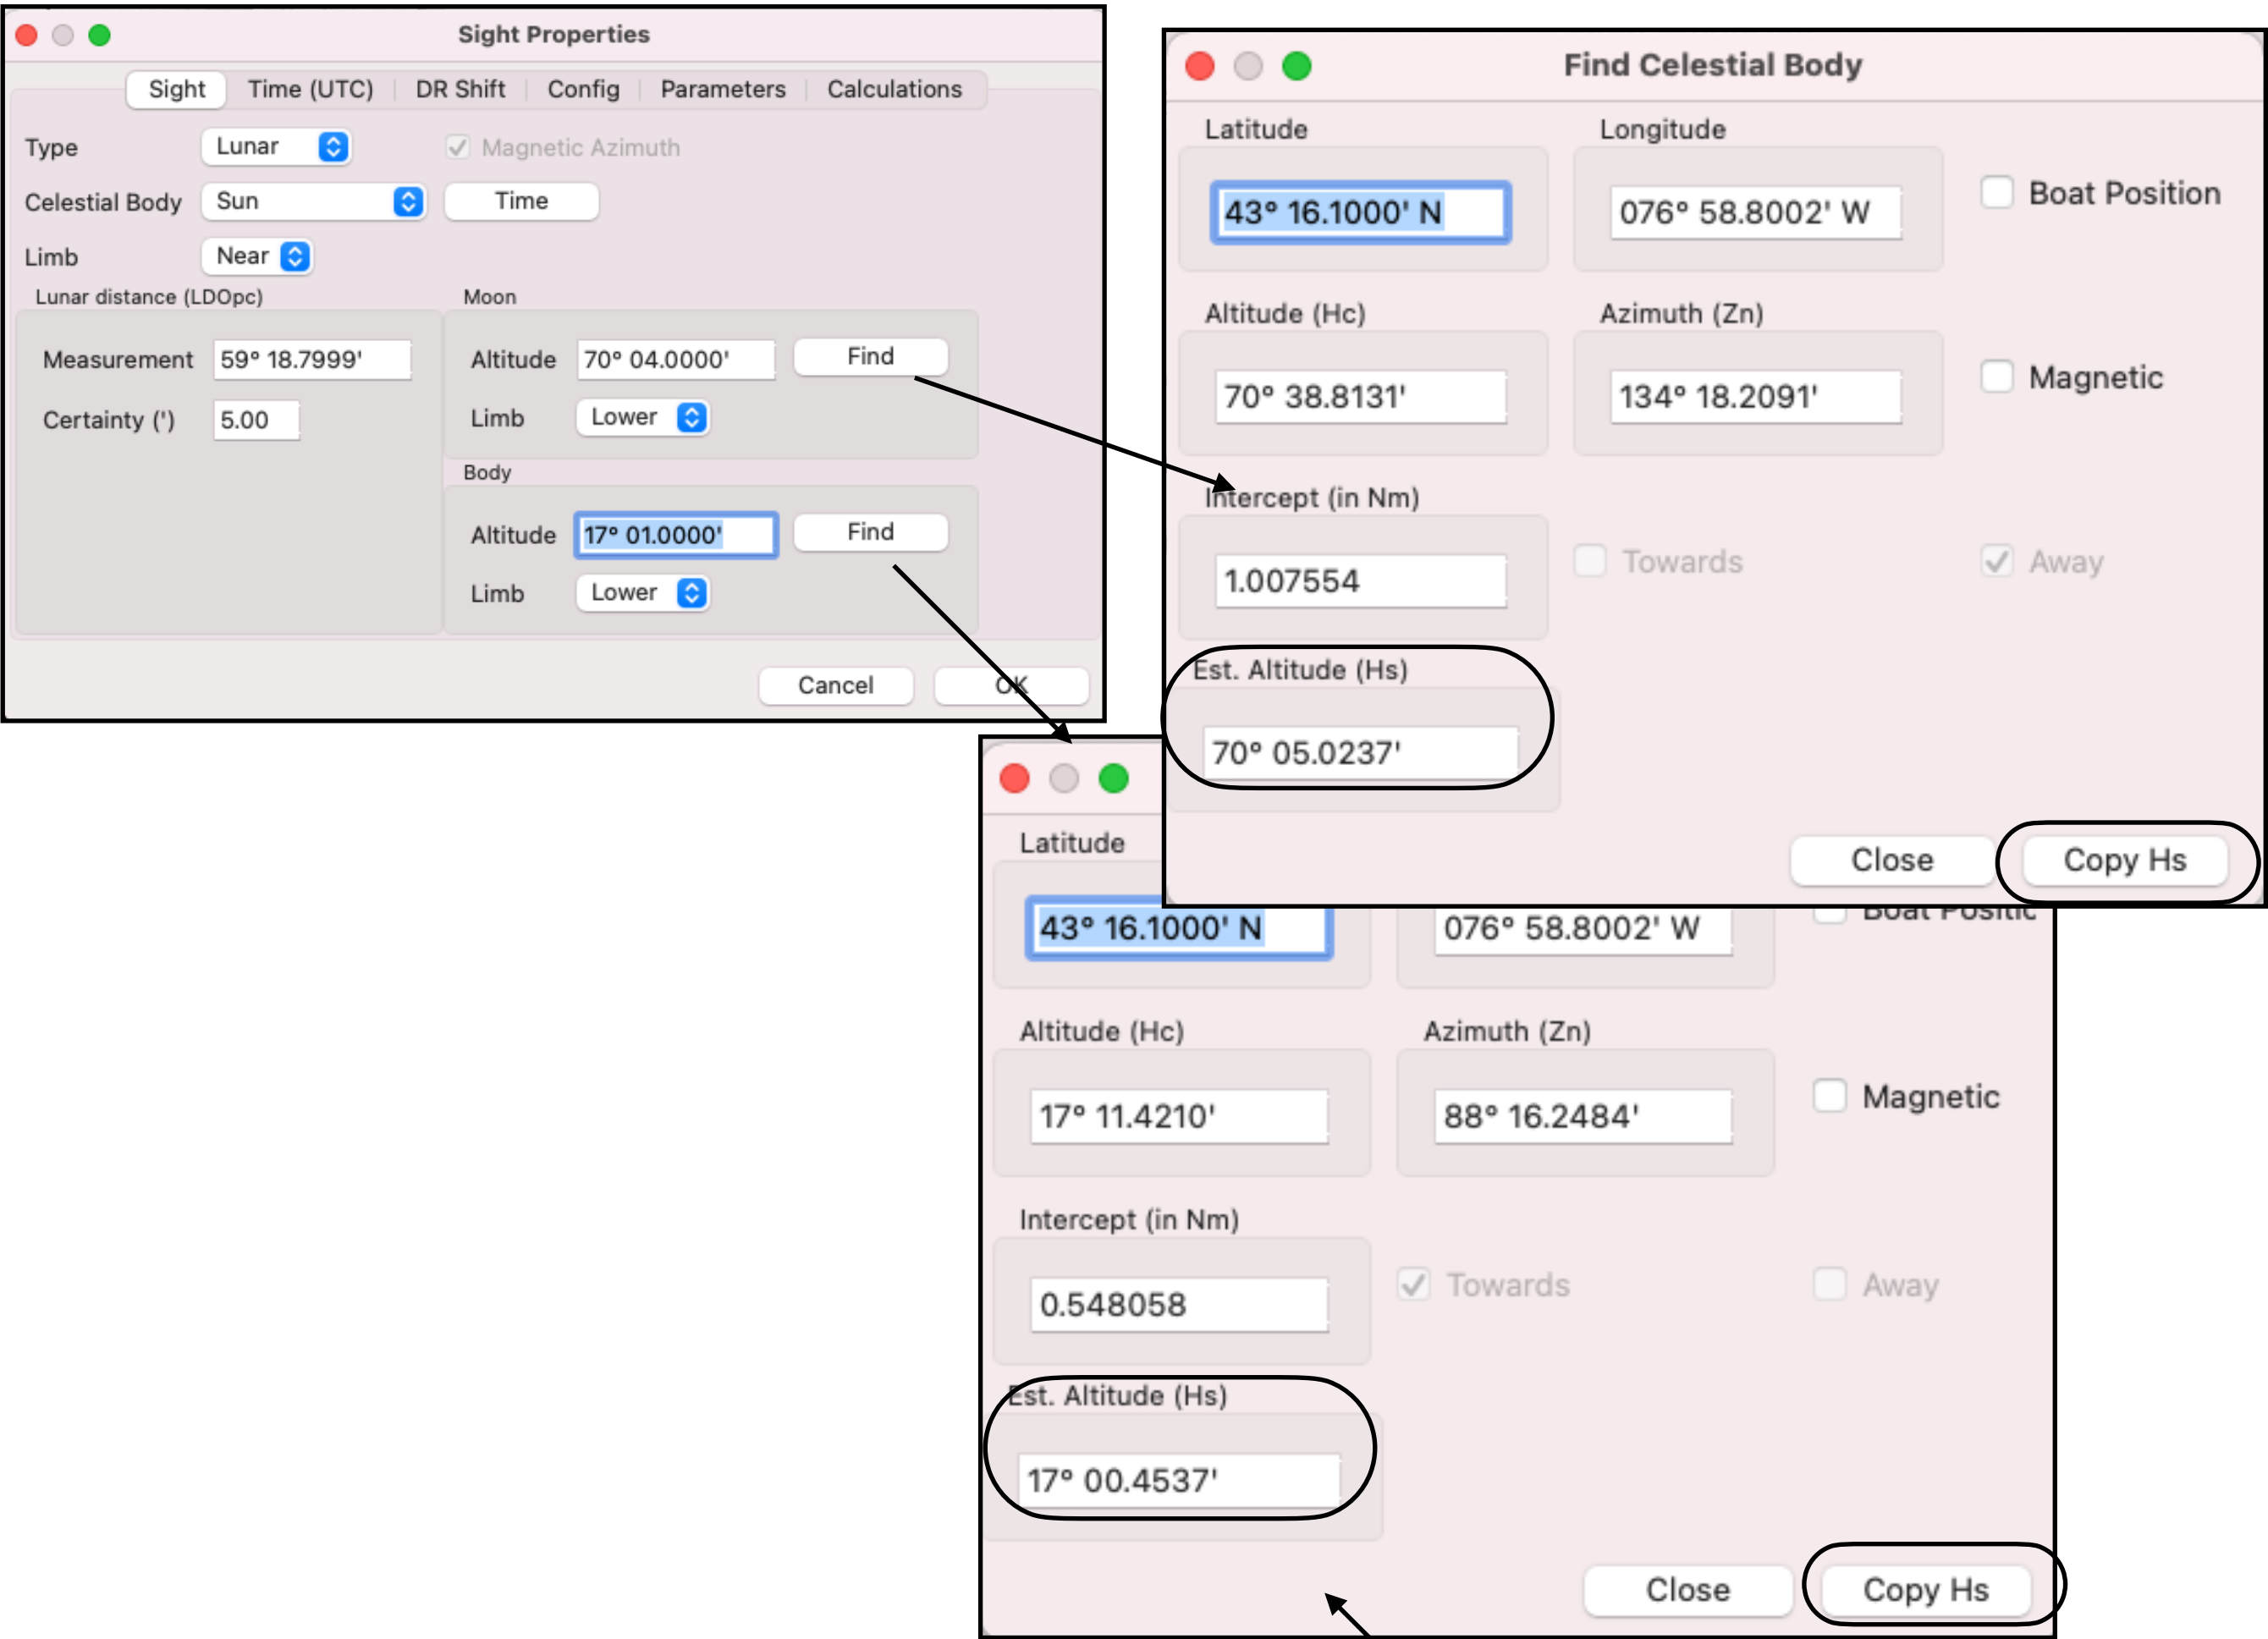 Sight Properties
Sight Time (UTC) DR Shift Config Parameters Calculations
Type Lunar Magnetic Azimuth
Celestial Body Sun Time
Limb Near
Lunar distance (LDOpc) Moon
Measurement 59° 18.7999' Altitude 70° 04.0000' Find
Certainty (') 5.00 Limb Lower
Body
Altitude 17° 01.0000' Find
Limb Lower
Cancel OK
Find Celestial Body
Latitude Longitude
43° 16.1000' N 076° 58.8002' W Boat Position
Altitude (Hc) Azimuth (Zn)
70° 38.8131' 134° 18.2091' Magnetic
Intercept (in Nm)
1.007554 Towards Away
Est. Altitude (Hs)
70° 05.0237'
Close Copy Hs
Latitude
43° 16.1000' N 076° 58.8002' W Boat Positic
Altitude (Hc) Azimuth (Zn)
17° 11.4210' 88° 16.2484' Magnetic
Intercept (in Nm)
0.548058 Towards Away
Est. Altitude (Hs)
17° 00.4537'
Close Copy Hs